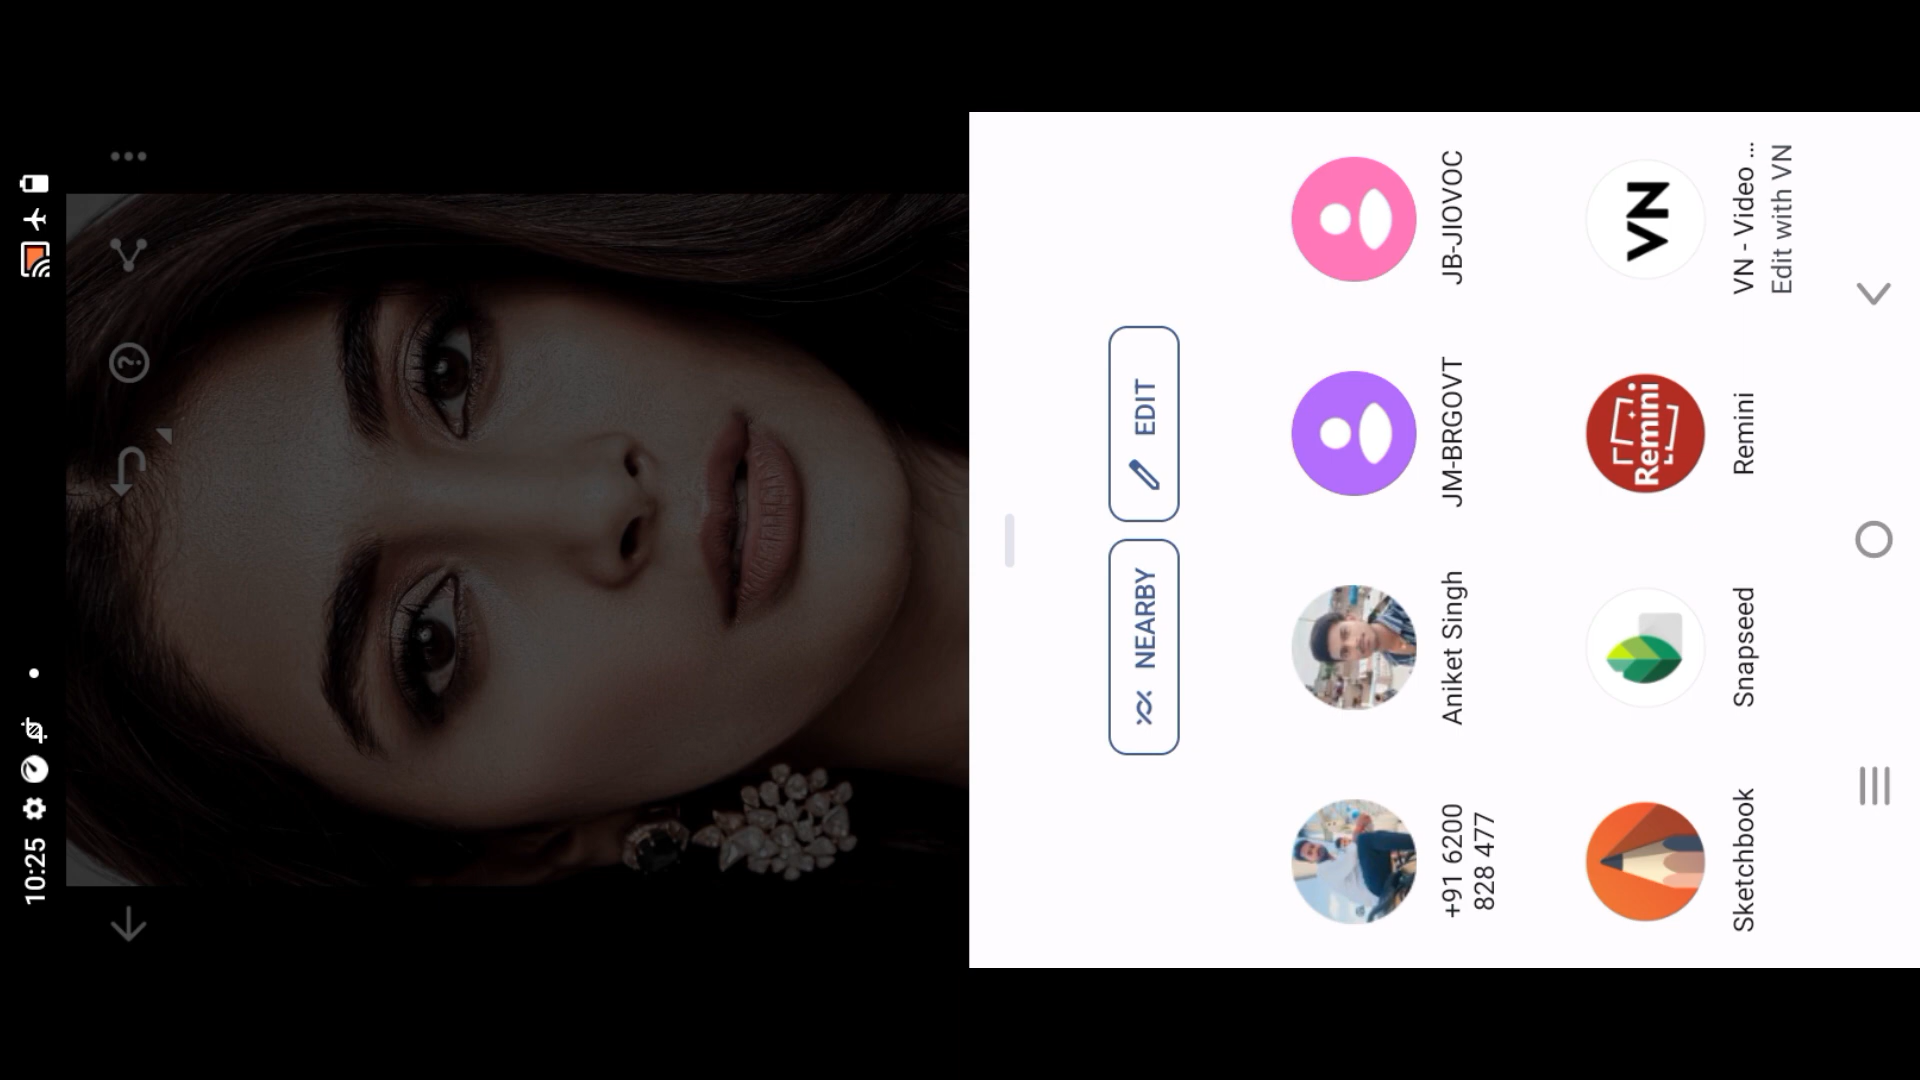 10:25
NEARBY
EDIT
+91 6200
828 477
Aniket Singh
JM-BRGOVT
JB-JIOVOC
Remini
VN
Sketchbook
Snapseed
Remini
VN - Video ...
Edit with VN